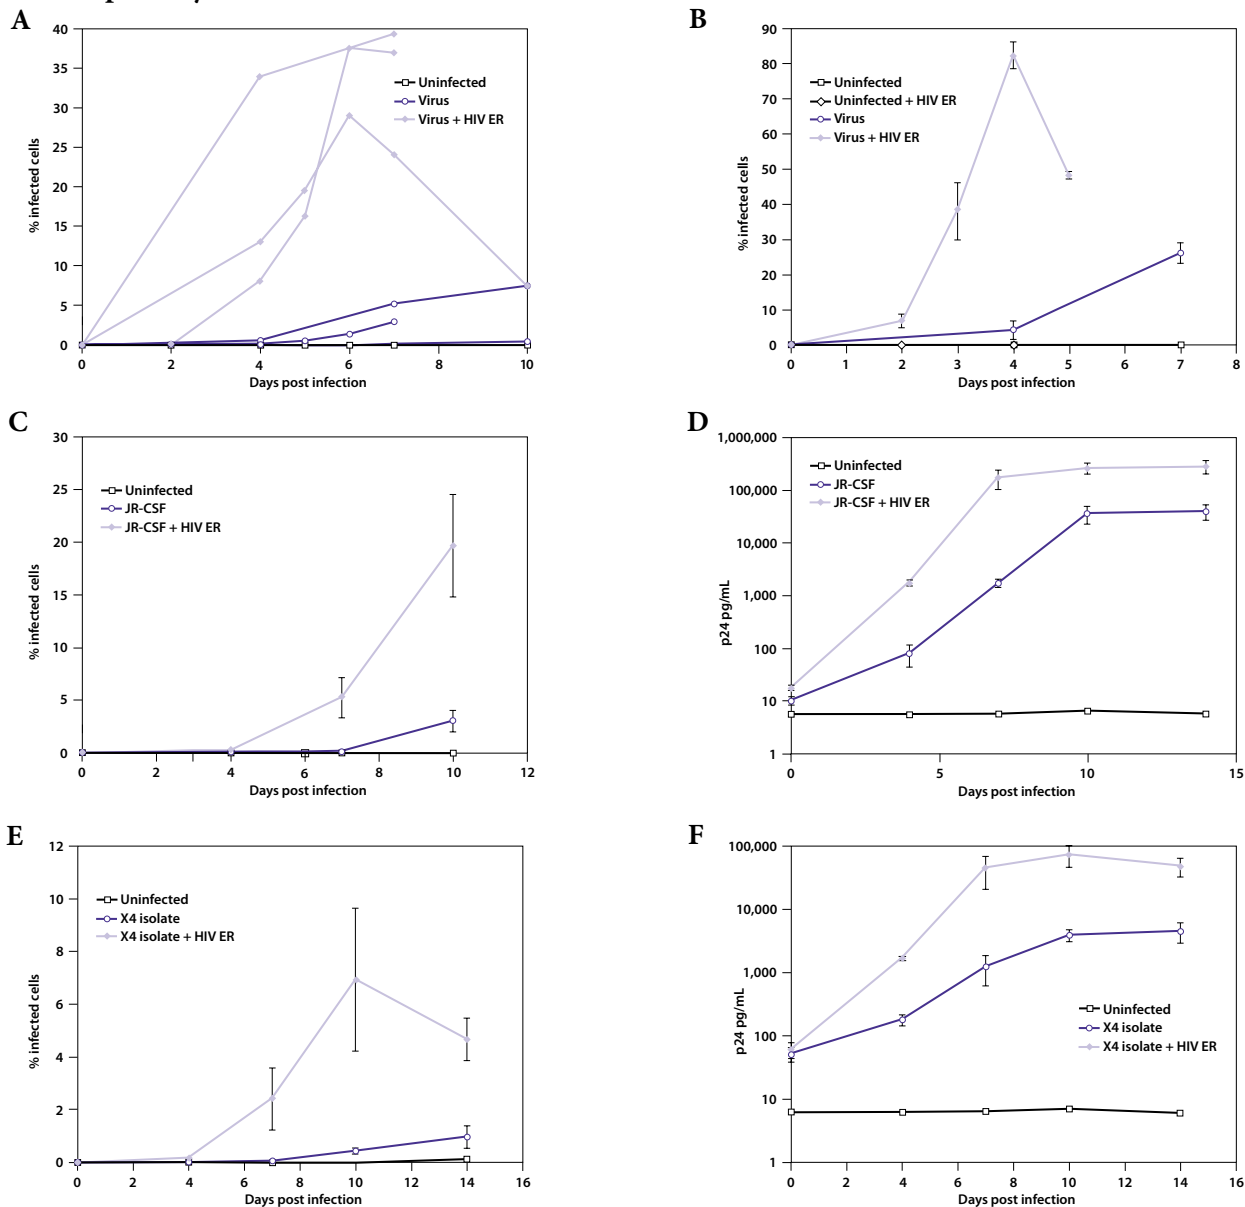 A
40
35
30
25
20
15
10
5
0
% infected cells
Uninfected
Virus
Virus + HIV ER
0 2 4 6 8 10
Days post infection
B
90
80
70
60
50
40
30
20
10
0
% infected cells
Uninfected
Uninfected + HIV ER
Virus
Virus + HIV ER
0 1 2 3 4 5 6 7 8
Days post infection
C
30
25
20
15
10
5
0
% infected cells
Uninfected
JR-CSF
JR-CSF + HIV ER
0 2 4 6 8 10 12
Days post infection
D
1,000,000
100,000
10,000
1,000
100
10
1
p24 pg/mL
Uninfected
JR-CSF
JR-CSF + HIV ER
0 5 10 15
Days post infection
E
12
10
8
6
4
2
0
% infected cells
Uninfected
X4 isolate
X4 isolate + HIV ER
0 2 4 6 8 10 12 14 16
Days post infection
F
100,000
10,000
1,000
100
10
1
p24 pg/mL
Uninfected
X4 isolate
X4 isolate + HIV ER
0 2 4 6 8 10 12 14 16
Days post infection